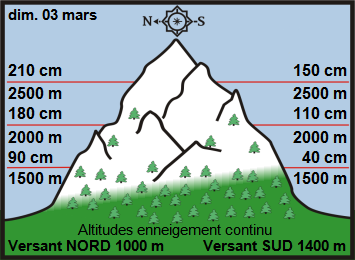 dim. 03 mars
N S
210 cm 150 cm
2500 m 2500 m
180 cm 110 cm
2000 m 2000 m
90 cm 40 cm
1500 m 1500 m
Altitudes enneigement continu
Versant NORD 1000 m Versant SUD 1400 m